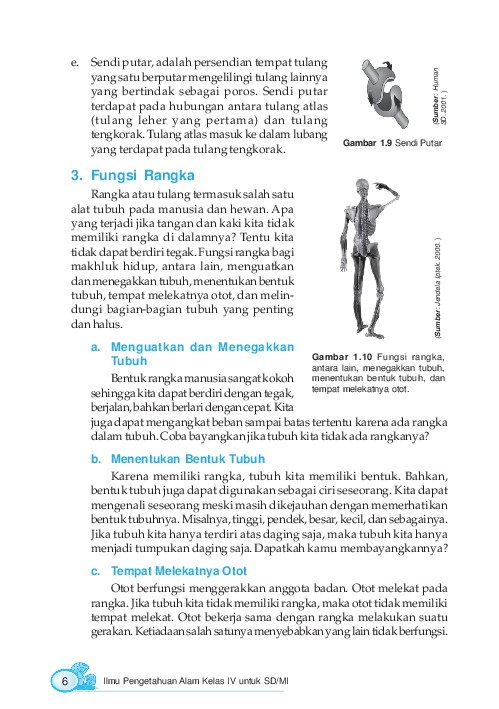 e. Sendi putar, adalah persendian tempat tulang
yang satu berputar mengelilingi tulang lainnya
yang bertindak sebagai poros. Sendi putar
terdapat pada hubungan antara tulang atlas
(tulang leher yang pertama) dan tulang
tengkorak. Tulang atlas masuk ke dalam lubang
yang terdapat pada tulang tengkorak.
(Sumber: Human
3D. 2001. )
Gambar 1.9 Sendi Putar
3. Fungsi Rangka
Rangka atau tulang termasuk salah satu
alat tubuh pada manusia dan hewan. Apa
yang terjadi jika tangan dan kaki kita tidak
memiliki rangka di dalamnya? Tentu kita
tidak dapat berdiri tegak. Fungsi rangka bagi
makhluk hidup, antara lain, menguatkan
dan menegakkan tubuh, menentukan bentuk
tubuh, tempat melekatnya otot, dan melin-
dungi bagian-bagian tubuh yang penting
dan halus.
(Sumber: Jendela Iptek. 2000. )
Gambar 1.10 Fungsi rangka,
antara lain, menegakkan tubuh,
menentukan bentuk tubuh, dan
tempat melekatnya otot.
a. Menguatkan dan Menegakkan
Tubuh
Bentuk rangka manusia sangat kokoh
sehingga kita dapat berdiri dengan tegak,
berjalan, bahkan berlari dengan cepat. Kita
juga dapat mengangkat beban sampai batas tertentu karena ada rangka
dalam tubuh. Coba bayangkan jika tubuh kita tidak ada rangkanya?
b. Menentukan Bentuk Tubuh
Karena memiliki rangka, tubuh kita memiliki bentuk. Bahkan,
bentuk tubuh juga dapat digunakan sebagai ciri seseorang. Kita dapat
mengenali seseorang meski masih dikejauhan dengan memerhatikan
bentuk tubuhnya. Misalnya, tinggi, pendek, besar, kecil, dan sebagainya.
Jika tubuh kita hanya terdiri atas daging saja, maka tubuh kita hanya
menjadi tumpukan daging saja. Dapatkah kamu membayangkannya?
c. Tempat Melekatnya Otot
Otot berfungsi menggerakkan anggota badan. Otot melekat pada
rangka. Jika tubuh kita tidak memiliki rangka, maka otot tidak memiliki
tempat melekat. Otot bekerja sama dengan rangka melakukan suatu
gerakan. Ketiadaan salah satunya menyebabkan yang lain tidak berfungsi.
6 Ilmu Pengetahuan Alam Kelas IV untuk SD/MI